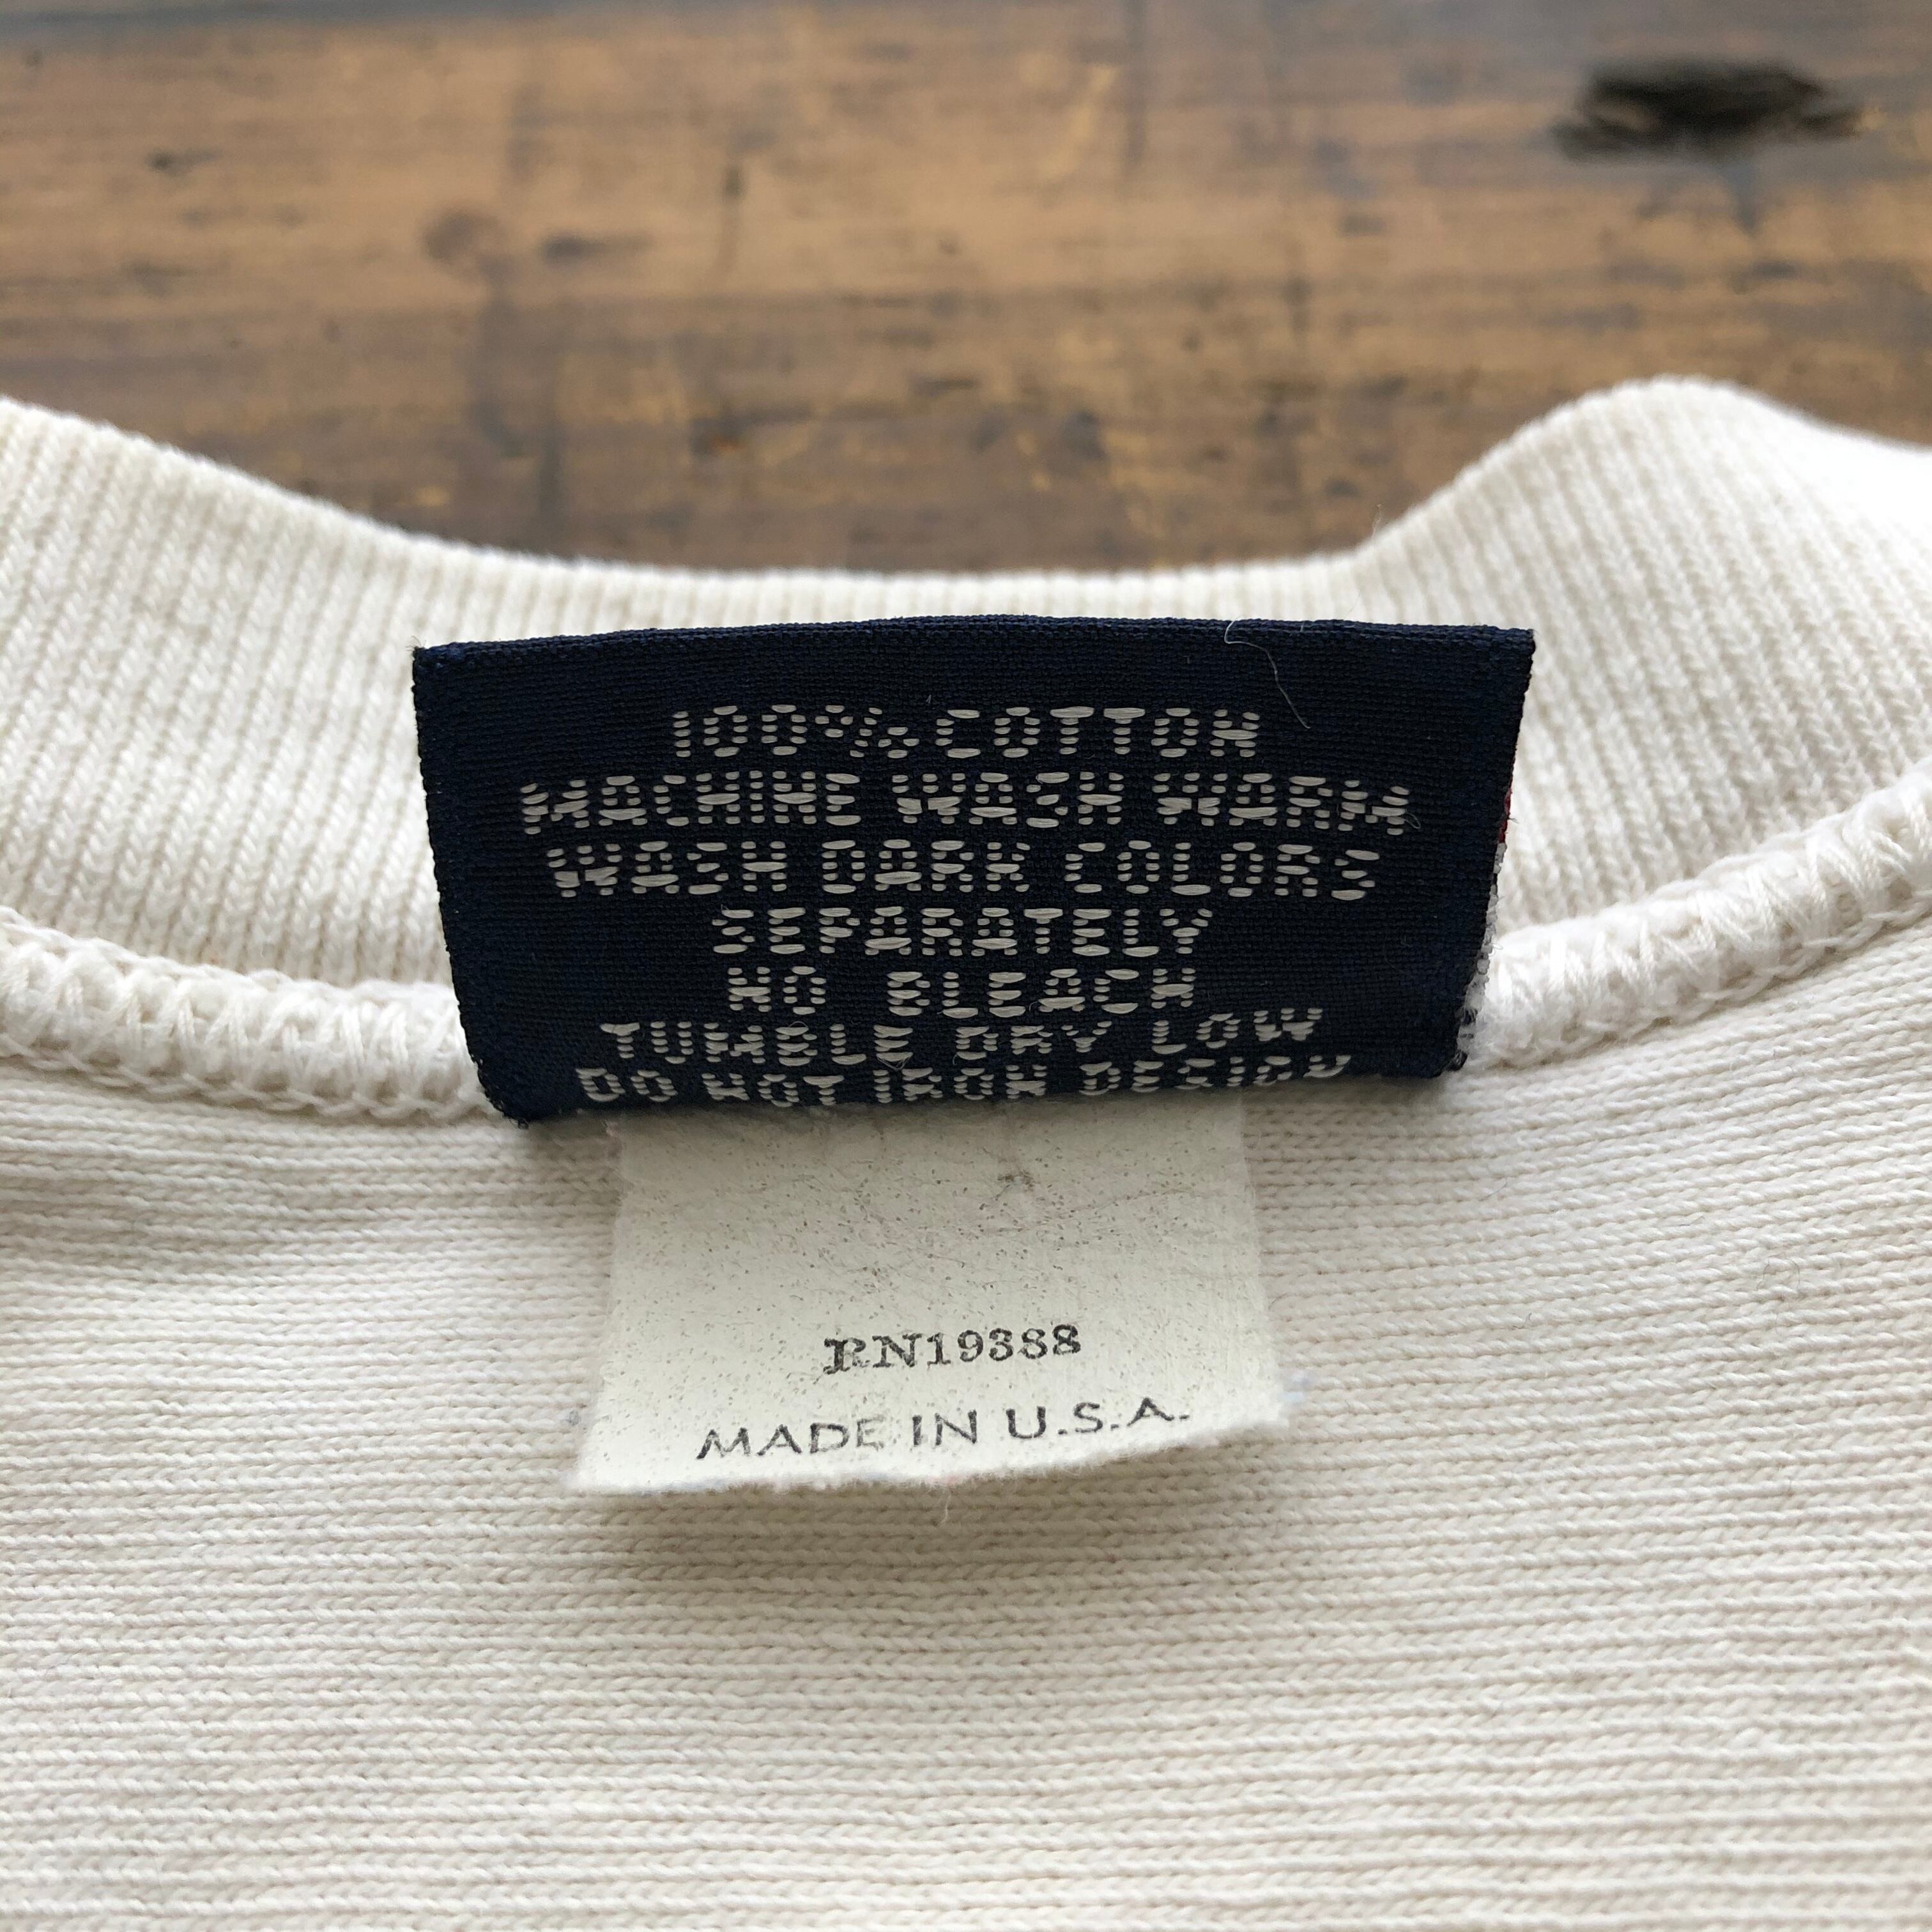 100% COTTON
MACHINE WASH WARM
WASH DARK COLORS
SEPARATELY
NO BLEACH
TUMBLE DRY LOW
DO NOT IRON DESIGN
RN19388
MADE IN U.S.A.